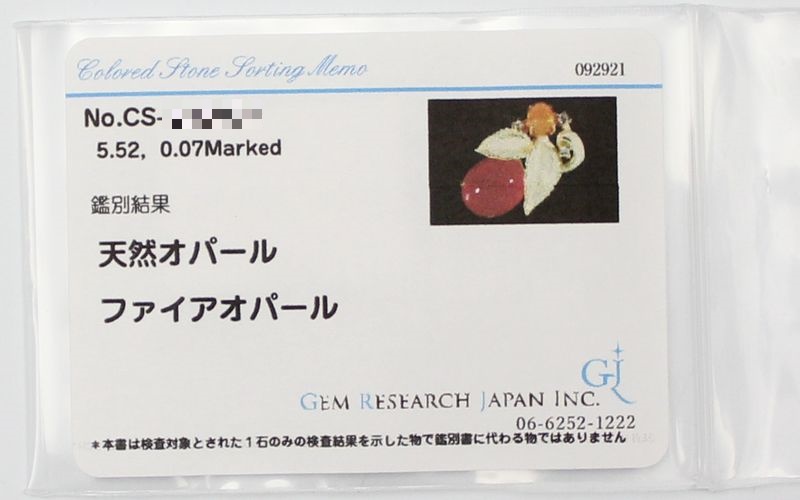 Colored Stone Sorting Memo
092921
No.CS-
5.52, 0.07Marked
鑑別結果
天然オパール
ファイアオパール
GJ
GEM RESEARCH JAPAN INC.
06-6252-1222
*本書は検査対象とされた1石のみの検査結果を示した物で鑑別書に代わる物ではありません